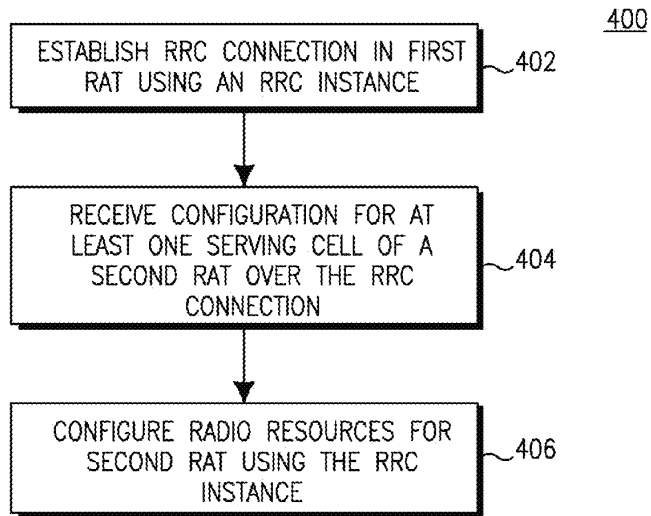 400
ESTABLISH RRC CONNECTION IN FIRST
RAT USING AN RRC INSTANCE
402
RECEIVE CONFIGURATION FOR AT
LEAST ONE SERVING CELL OF A
SECOND RAT OVER THE RRC
CONNECTION
404
CONFIGURE RADIO RESOURCES FOR
SECOND RAT USING THE RRC
INSTANCE
406